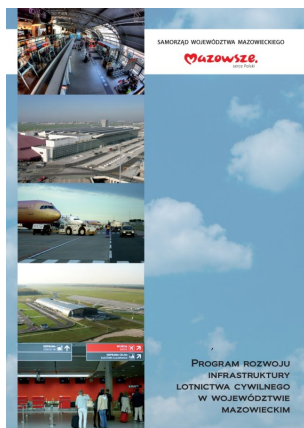 SAMORZĄD WOJEWÓDZTWA MAZOWIECKIEGO
Mazowsze.
serce Polski
PROGRAM ROZWOJU
INFRASTRUKTURY
LOTNICTWA CYWILNEGO
W WOJEWÓDZTWIE
MAZOWIECKIM